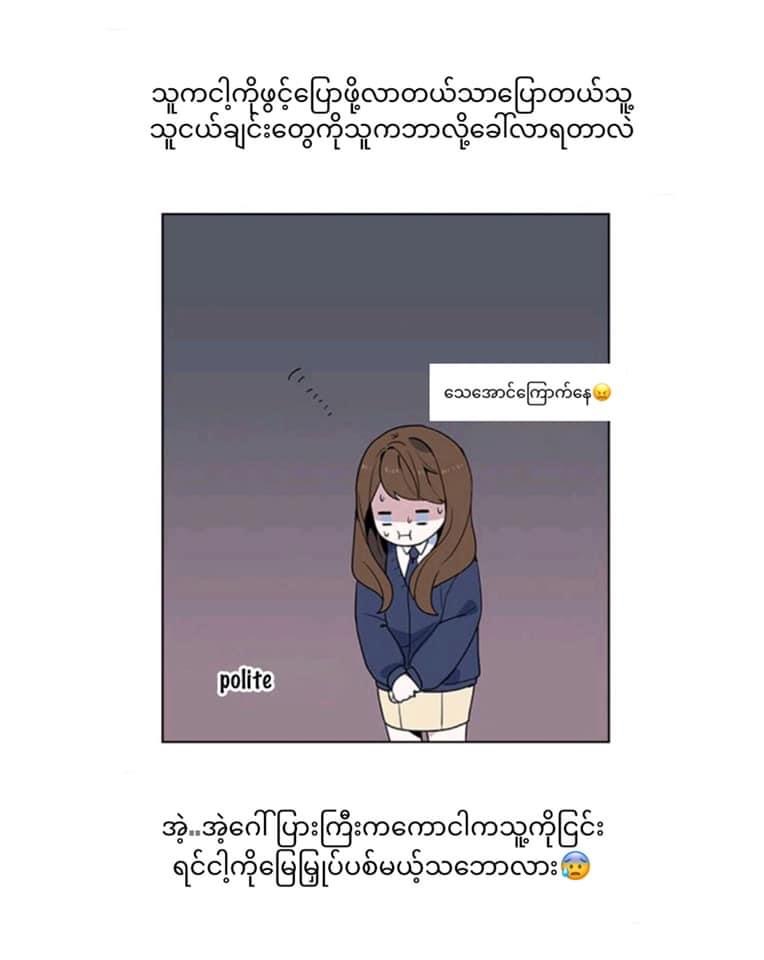 သူကငါ့ကိုဖွင့်ပြောဖို့လာတယ်သာပြောတယ်သူ့
သူငယ်ချင်းတွေကိုသူကဘာလို့ခေါ်လာရတာလဲ
သေအောင်ကြောက်နေ😠
polite
အဲ့..အဲ့ဂေါ်ပြားကြီးကကောငါကသူ့ကိုငြင်း
ရင်ငါ့ကိုမြေမြှုပ်ပစ်မယ့်သဘောလား😰